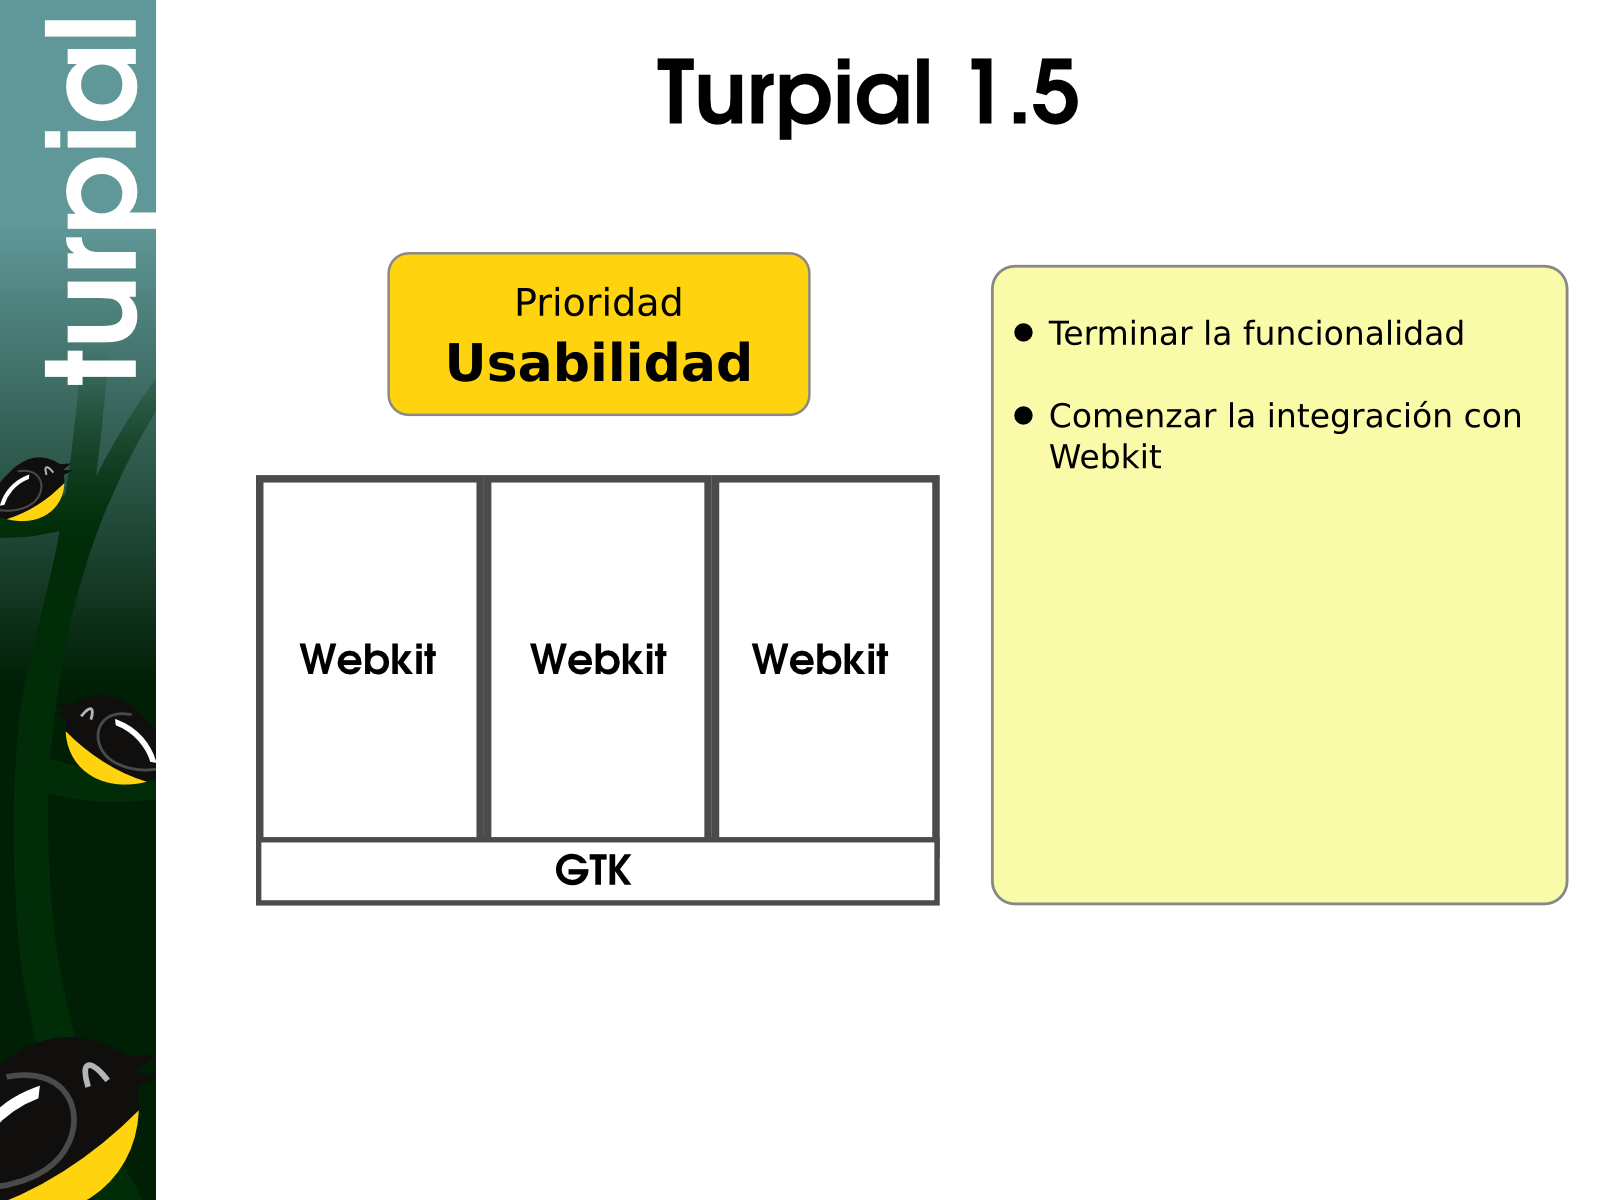 turpial
Turpial 1.5
Prioridad
Usabilidad
Webkit Webkit Webkit
GTK
● Terminar la funcionalidad
● Comenzar la integración con
Webkit